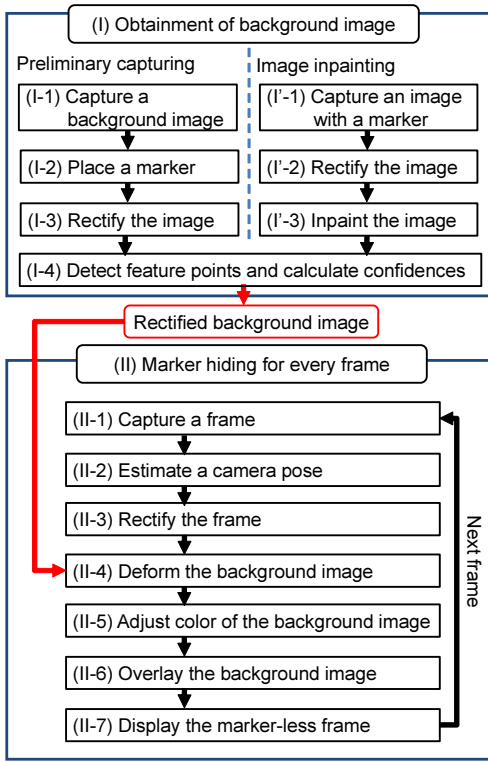 (I) Obtainment of background image
Preliminary capturing
(I-1) Capture a
background image
(I-2) Place a marker
(I-3) Rectify the image
Image inpainting
(I'-1) Capture an image
with a marker
(I'-2) Rectify the image
(I'-3) Inpaint the image
(I-4) Detect feature points and calculate confidences
Rectified background image
(II) Marker hiding for every frame
(II-1) Capture a frame
(II-2) Estimate a camera pose
(II-3) Rectify the frame
(II-4) Deform the background image
(II-5) Adjust color of the background image
(II-6) Overlay the background image
(II-7) Display the marker-less frame
Next frame